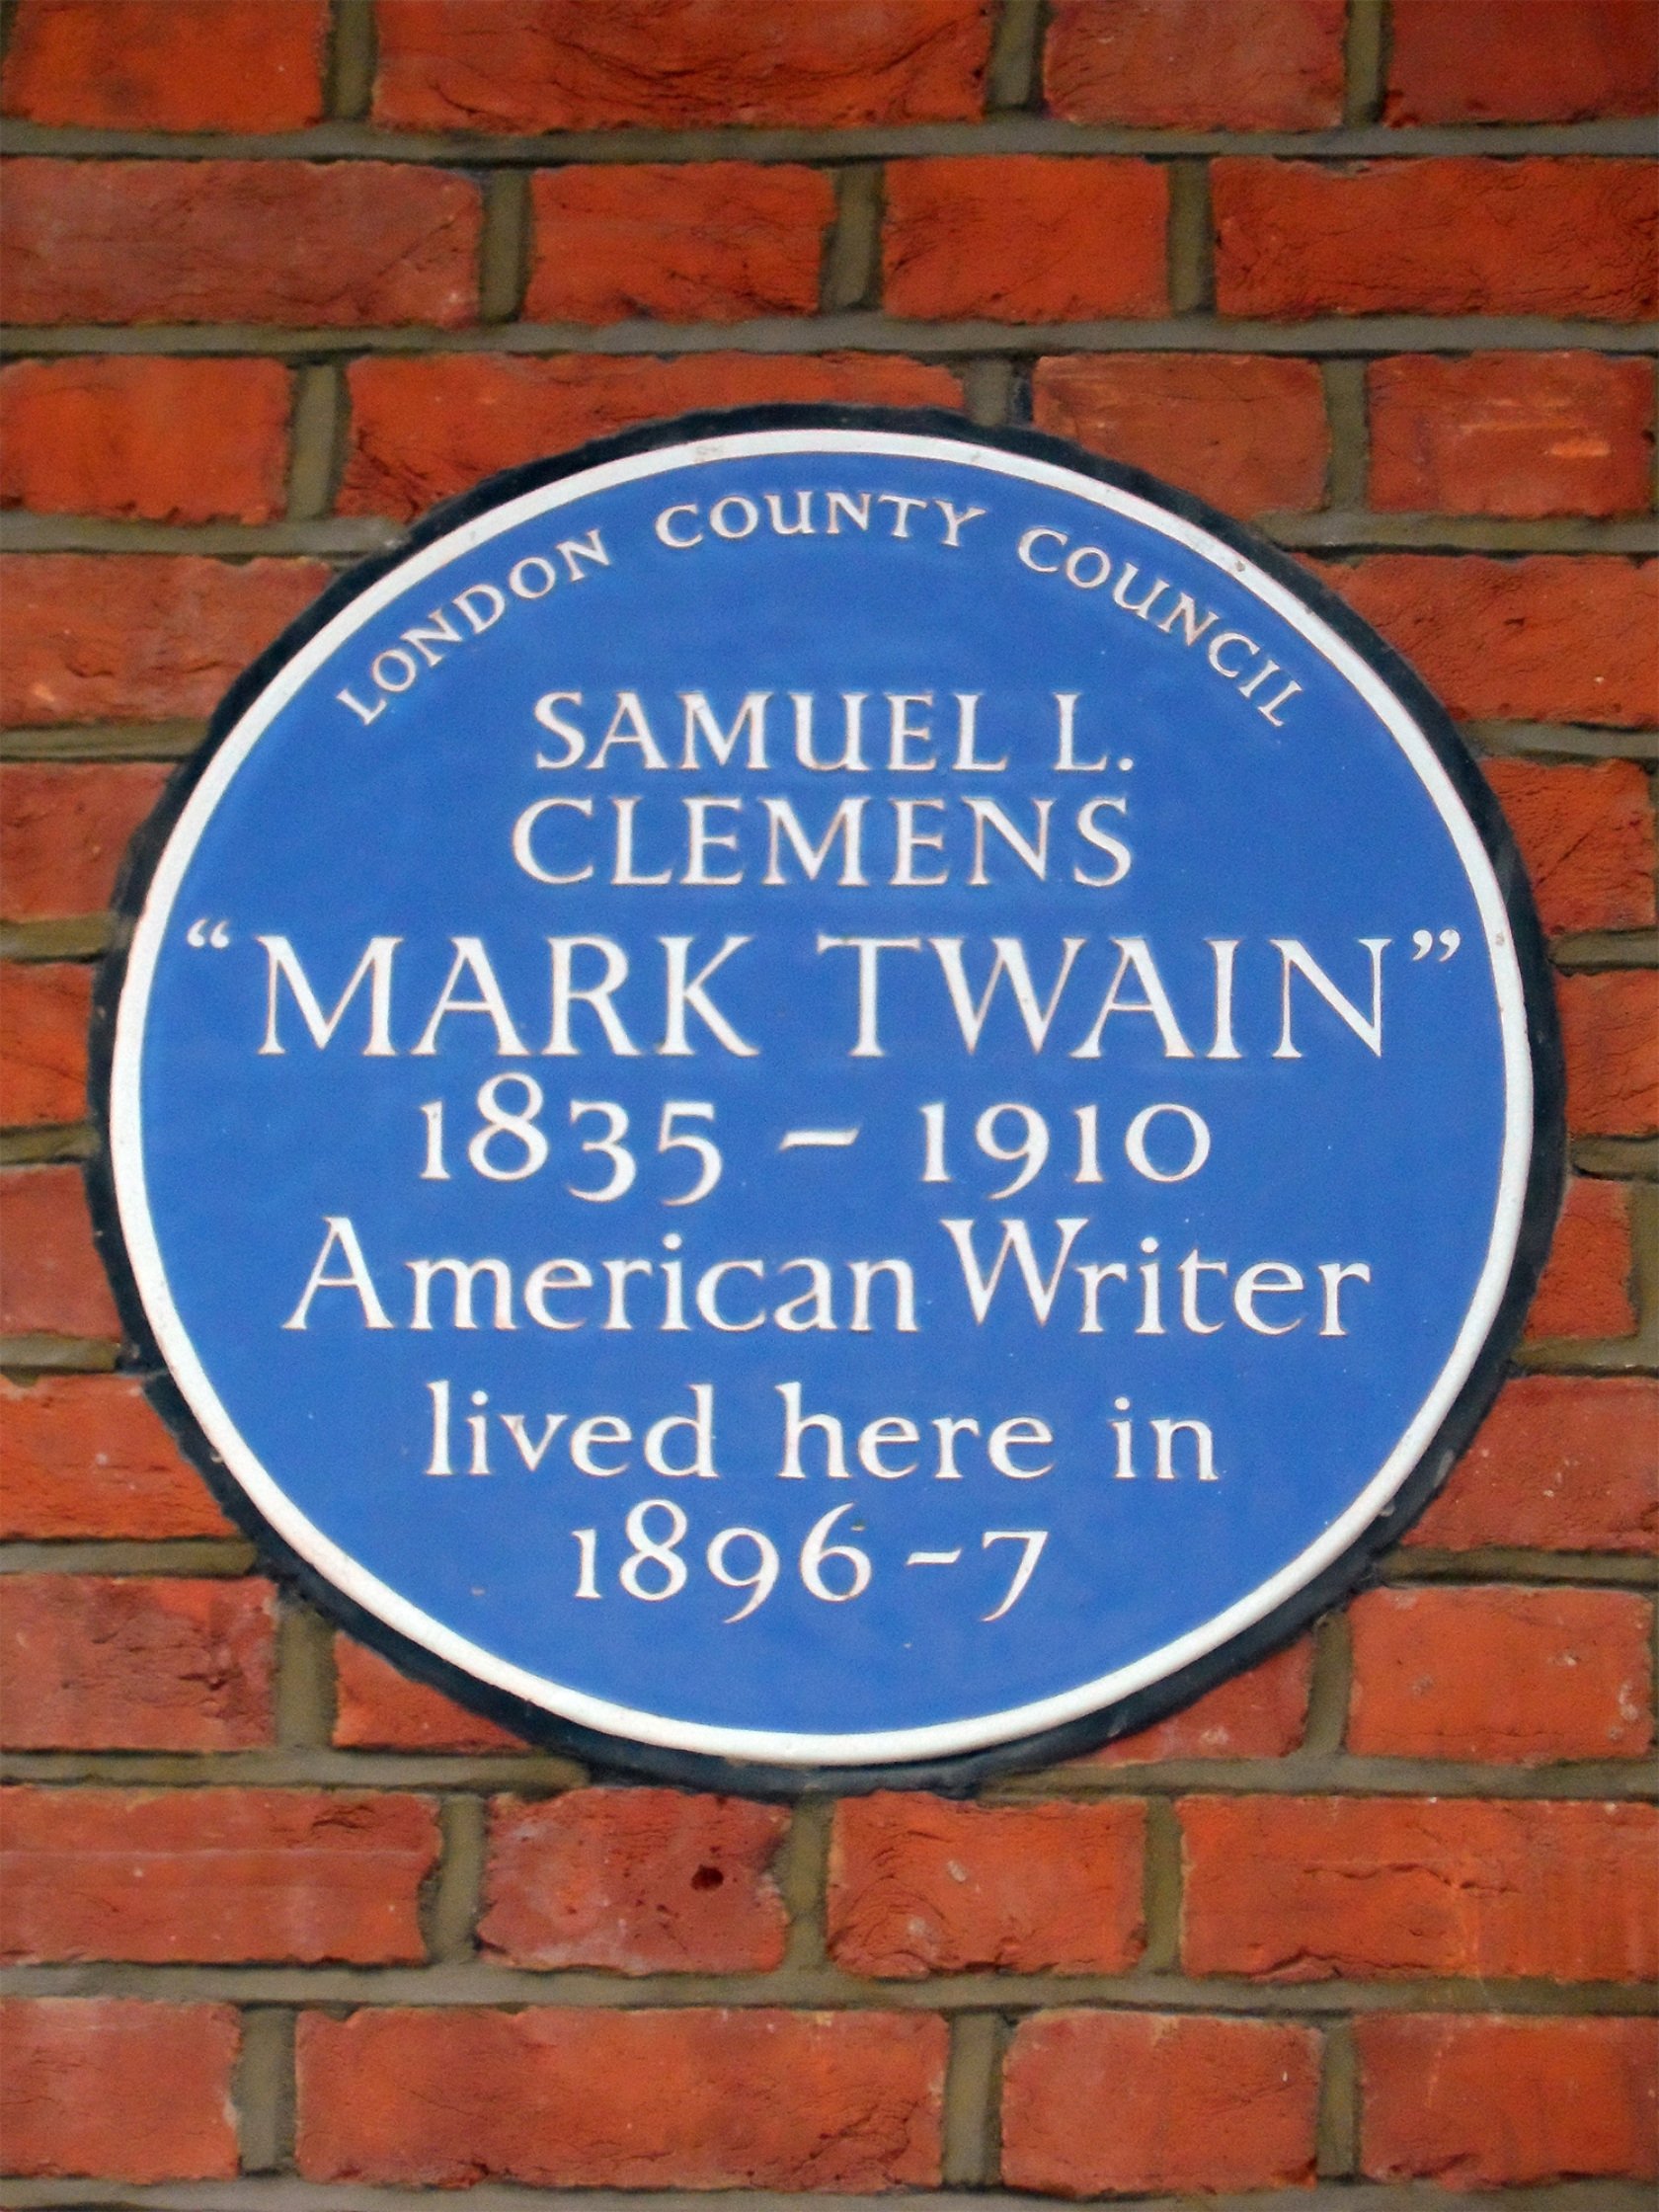 LONDON COUNTY COUNCIL
SAMUEL L.
CLEMENS
“MARK TWAIN”
1835 – 1910
American Writer
lived here in
1896 – 7